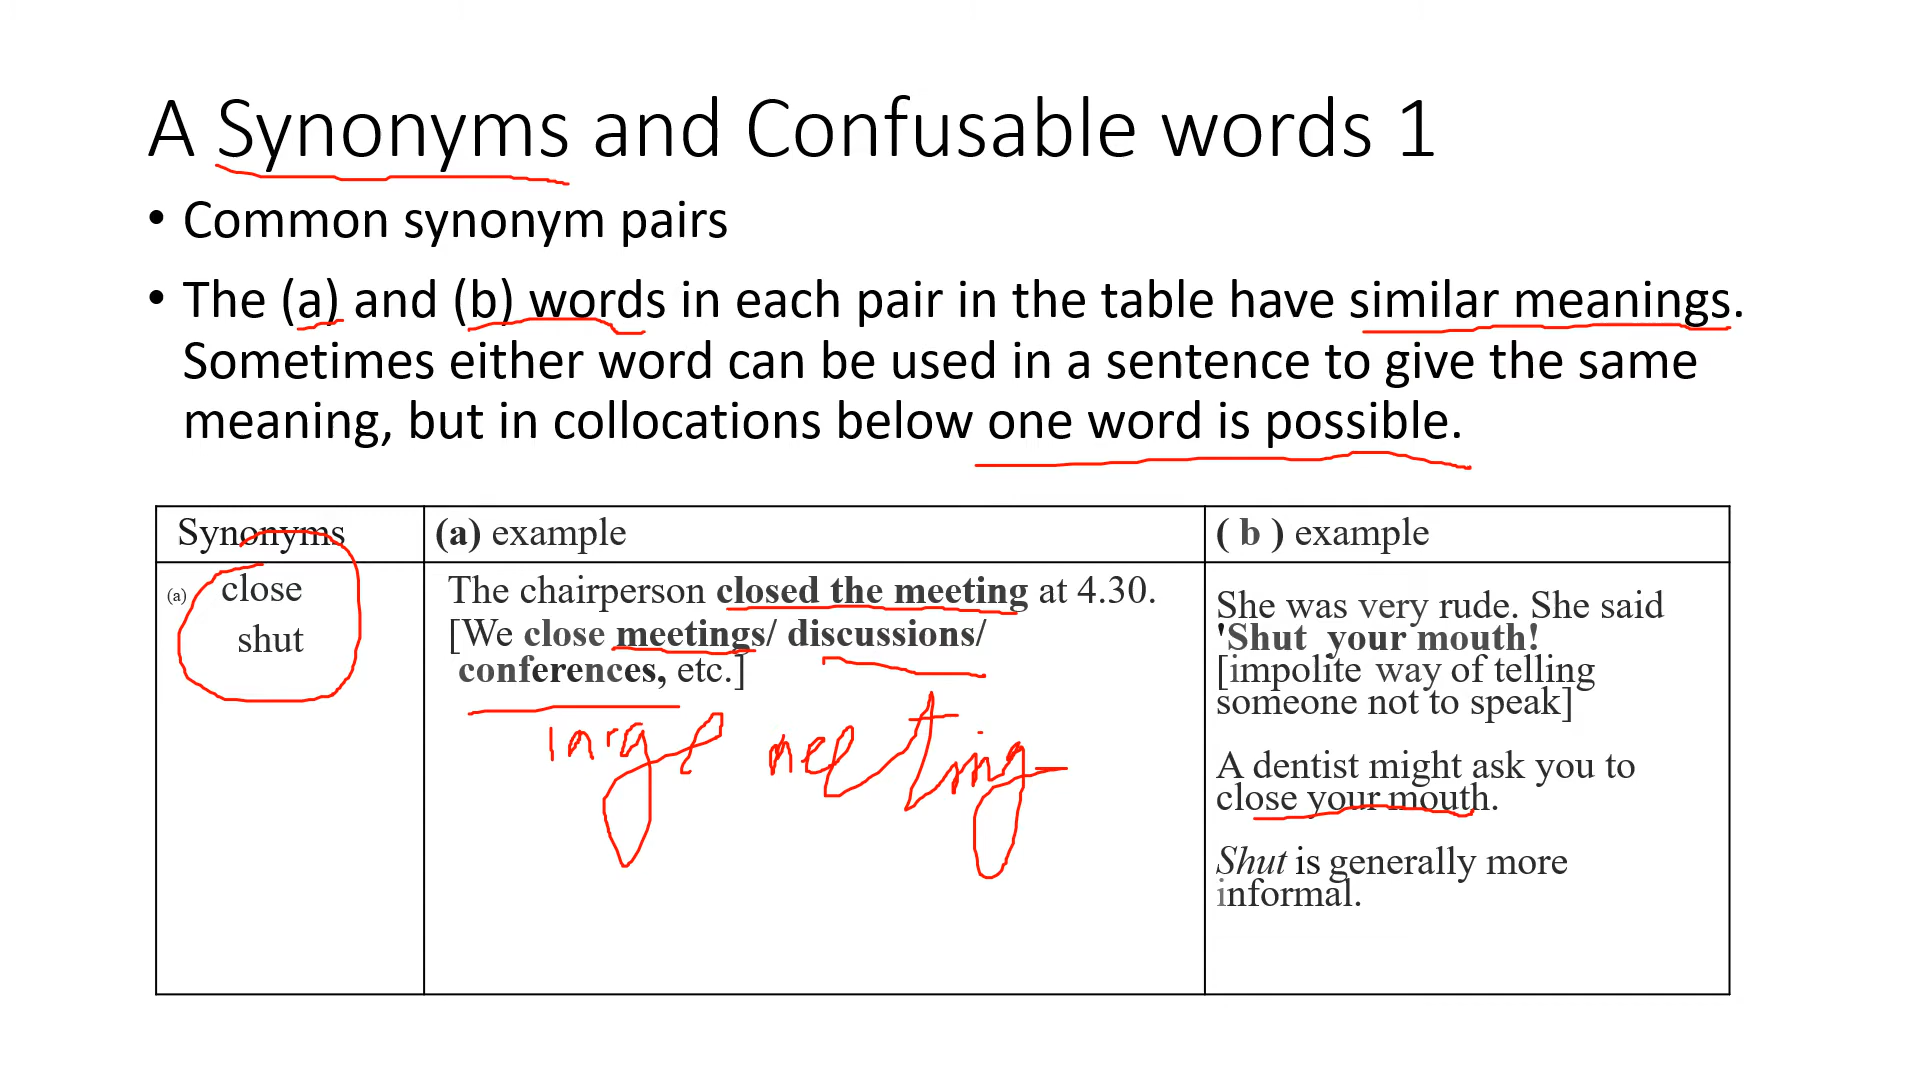 A Synonyms and Confusable words 1
• Common synonym pairs
• The (a) and (b) words in each pair in the table have similar meanings.
Sometimes either word can be used in a sentence to give the same
meaning, but in collocations below one word is possible.
Synonyms
(a) example
( b ) example
(a) close
shut
The chairperson closed the meeting at 4.30.
[We close meetings/ discussions/
conferences, etc.]
large meeting
She was very rude. She said
'Shut your mouth!
[impolite way of telling
someone not to speak]
A dentist might ask you to
close your mouth.
Shut is generally more
informal.